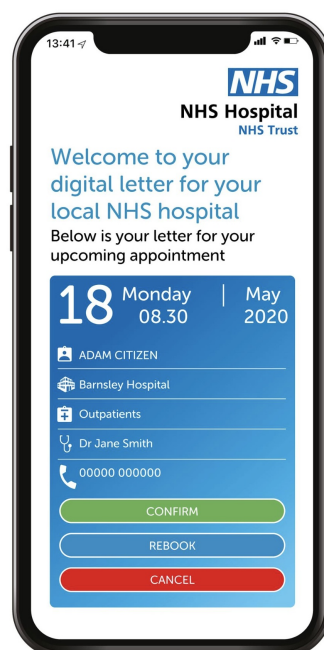 13:41
NHS
NHS Hospital
NHS Trust
Welcome to your
digital letter for your
local NHS hospital
Below is your letter for your
upcoming appointment
18 Monday | May
08.30 2020
ADAM CITIZEN
Barnsley Hospital
Outpatients
Dr Jane Smith
00000 000000
CONFIRM
REBOOK
CANCEL